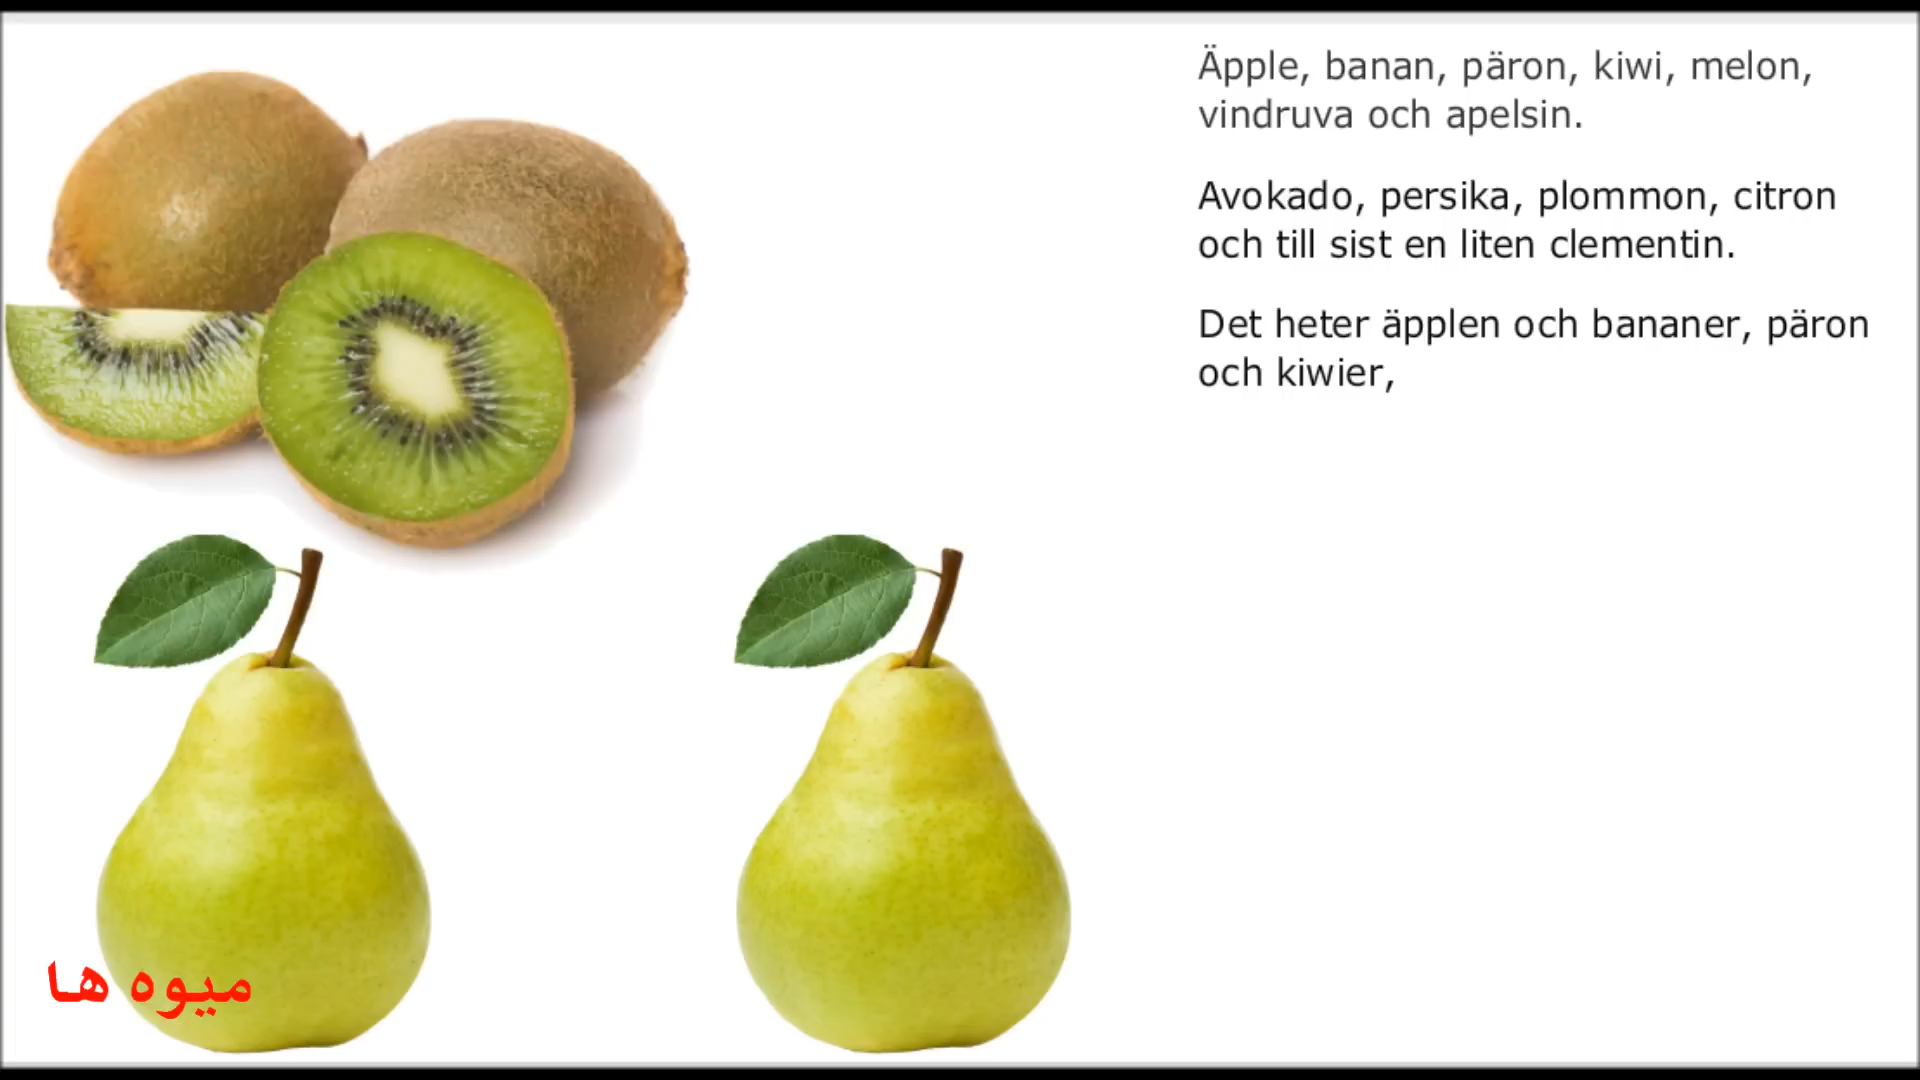 Äpple, banan, päron, kiwi, melon,
vindruva och apelsin.
Avokado, persika, plommon, citron
och till sist en liten clementin.
Det heter äpplen och bananer, päron
och kiwier,
میوه ها